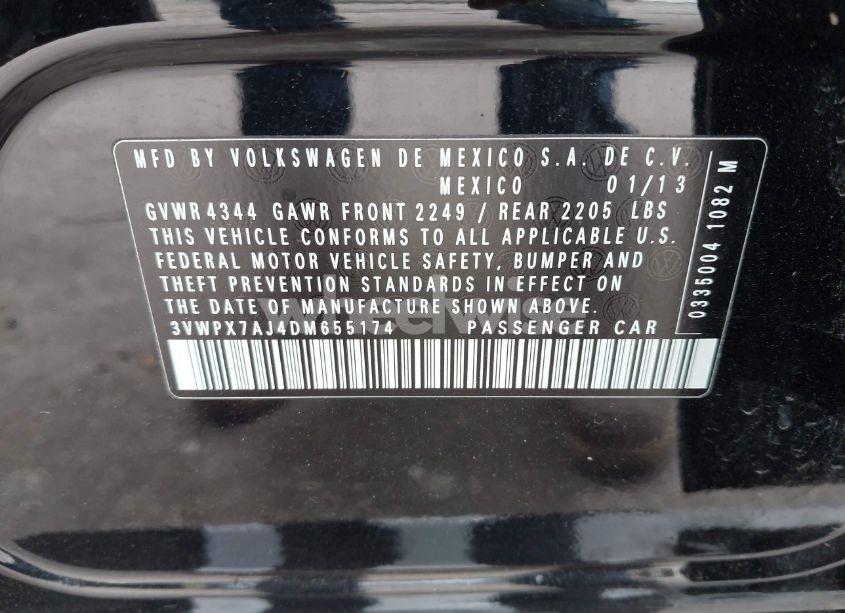 MFD BY VOLKSWAGEN DE MEXICO S.A. DE C.V.
MEXICO 01/13
GVWR 4344 GAWR FRONT 2249 / REAR 2205 LBS
THIS VEHICLE CONFORMS TO ALL APPLICABLE U.S.
FEDERAL MOTOR VEHICLE SAFETY, BUMPER AND
THEFT PREVENTION STANDARDS IN EFFECT ON
THE DATE OF MANUFACTURE SHOWN ABOVE.
3VWPX7AJ4DM655174 PASSENGER CAR
0335004 1082 M
wheelwise